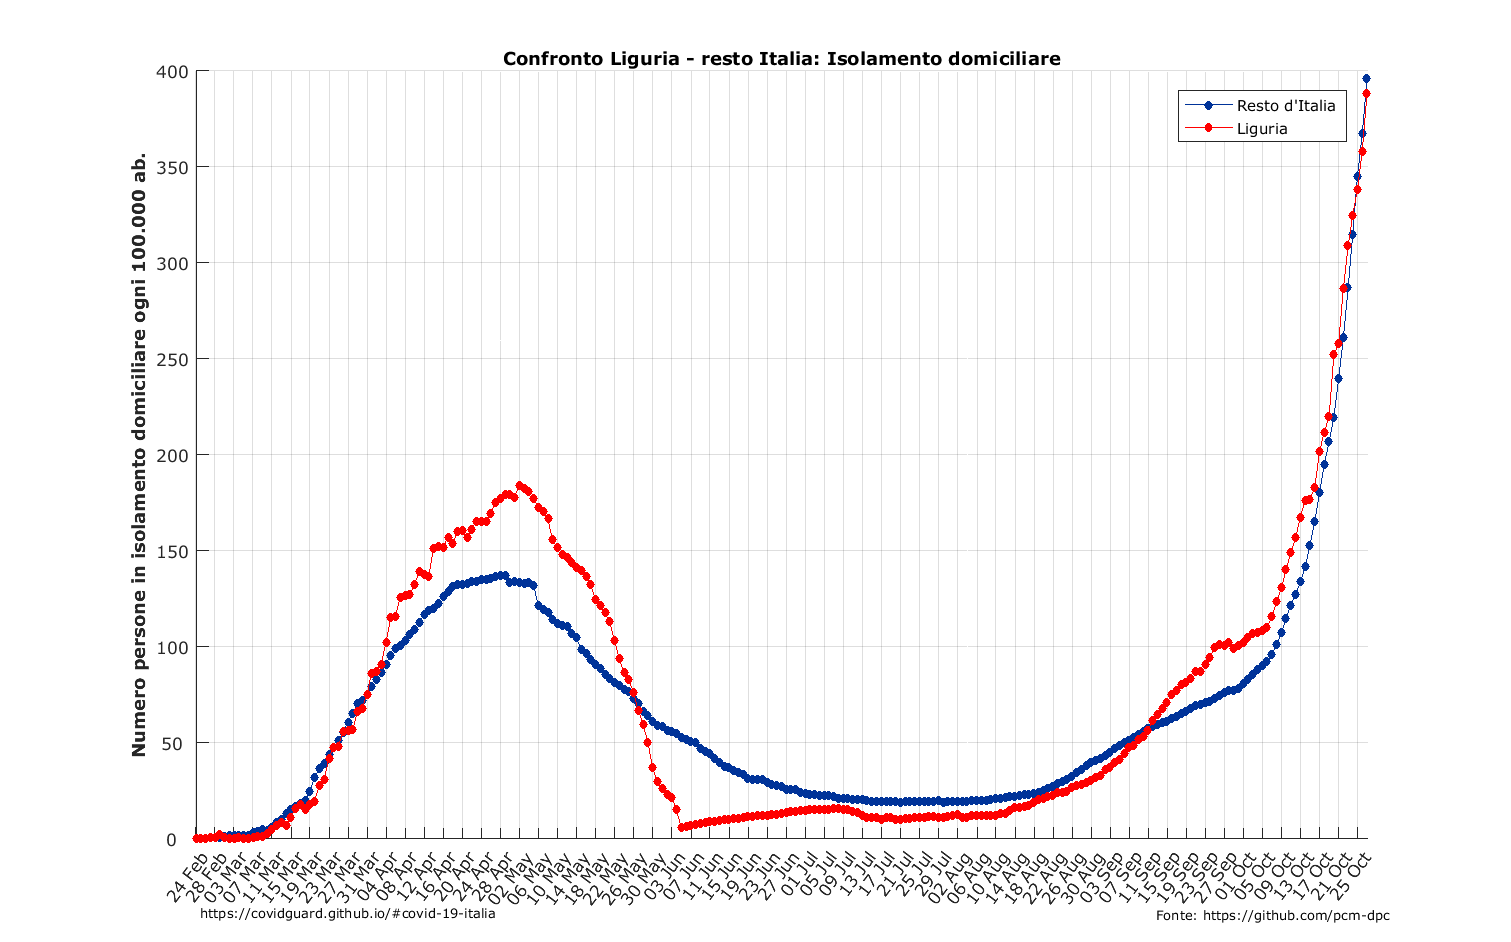 Confronto Liguria - resto Italia: Isolamento domiciliare
Numero persone in isolamento domiciliare ogni 100.000 ab.
400
350
300
250
200
150
100
50
0
Resto d'Italia
Liguria
24 Feb
28 Feb
03 Mar
07 Mar
11 Mar
15 Mar
19 Mar
23 Mar
27 Mar
31 Mar
04 Apr
08 Apr
12 Apr
16 Apr
20 Apr
24 Apr
28 Apr
02 May
06 May
10 May
14 May
18 May
22 May
26 May
30 May
03 Jun
07 Jun
11 Jun
15 Jun
19 Jun
23 Jun
27 Jun
01 Jul
05 Jul
09 Jul
13 Jul
17 Jul
21 Jul
25 Jul
29 Jul
02 Aug
06 Aug
10 Aug
14 Aug
18 Aug
22 Aug
26 Aug
30 Aug
03 Sep
07 Sep
11 Sep
15 Sep
19 Sep
23 Sep
27 Sep
01 Oct
05 Oct
09 Oct
13 Oct
17 Oct
21 Oct
25 Oct
https://covidguard.github.io/#covid-19-italia
Fonte: https://github.com/pcm-dpc